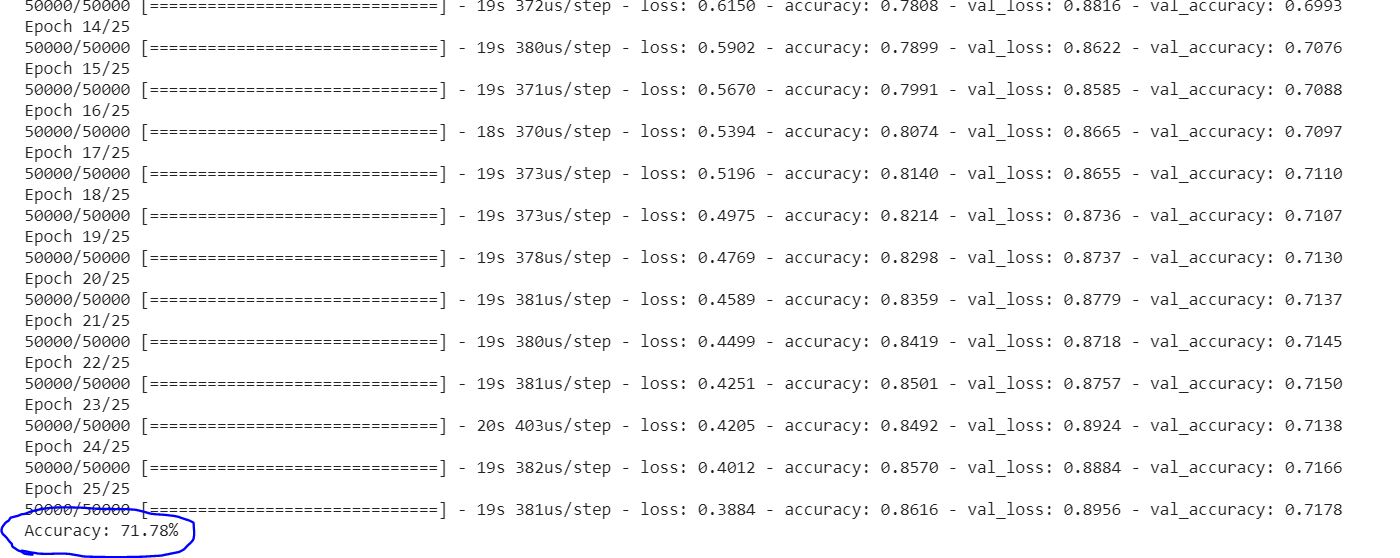 50000/50000 [==============================] - 19s 372us/step - loss: 0.6150 - accuracy: 0.7808 - val_loss: 0.8816 - val_accuracy: 0.6993
Epoch 14/25
50000/50000 [==============================] - 19s 380us/step - loss: 0.5902 - accuracy: 0.7899 - val_loss: 0.8622 - val_accuracy: 0.7076
Epoch 15/25
50000/50000 [==============================] - 19s 371us/step - loss: 0.5670 - accuracy: 0.7991 - val_loss: 0.8585 - val_accuracy: 0.7088
Epoch 16/25
50000/50000 [==============================] - 18s 370us/step - loss: 0.5394 - accuracy: 0.8074 - val_loss: 0.8665 - val_accuracy: 0.7097
Epoch 17/25
50000/50000 [==============================] - 19s 373us/step - loss: 0.5196 - accuracy: 0.8140 - val_loss: 0.8655 - val_accuracy: 0.7110
Epoch 18/25
50000/50000 [==============================] - 19s 373us/step - loss: 0.4975 - accuracy: 0.8214 - val_loss: 0.8736 - val_accuracy: 0.7107
Epoch 19/25
50000/50000 [==============================] - 19s 378us/step - loss: 0.4769 - accuracy: 0.8298 - val_loss: 0.8737 - val_accuracy: 0.7130
Epoch 20/25
50000/50000 [==============================] - 19s 381us/step - loss: 0.4589 - accuracy: 0.8359 - val_loss: 0.8779 - val_accuracy: 0.7137
Epoch 21/25
50000/50000 [==============================] - 19s 380us/step - loss: 0.4499 - accuracy: 0.8419 - val_loss: 0.8718 - val_accuracy: 0.7145
Epoch 22/25
50000/50000 [==============================] - 19s 381us/step - loss: 0.4251 - accuracy: 0.8501 - val_loss: 0.8757 - val_accuracy: 0.7150
Epoch 23/25
50000/50000 [==============================] - 20s 403us/step - loss: 0.4205 - accuracy: 0.8492 - val_loss: 0.8924 - val_accuracy: 0.7138
Epoch 24/25
50000/50000 [==============================] - 19s 382us/step - loss: 0.4012 - accuracy: 0.8570 - val_loss: 0.8884 - val_accuracy: 0.7166
Epoch 25/25
50000/50000 [==============================] - 19s 381us/step - loss: 0.3884 - accuracy: 0.8616 - val_loss: 0.8956 - val_accuracy: 0.7178
Accuracy: 71.78%